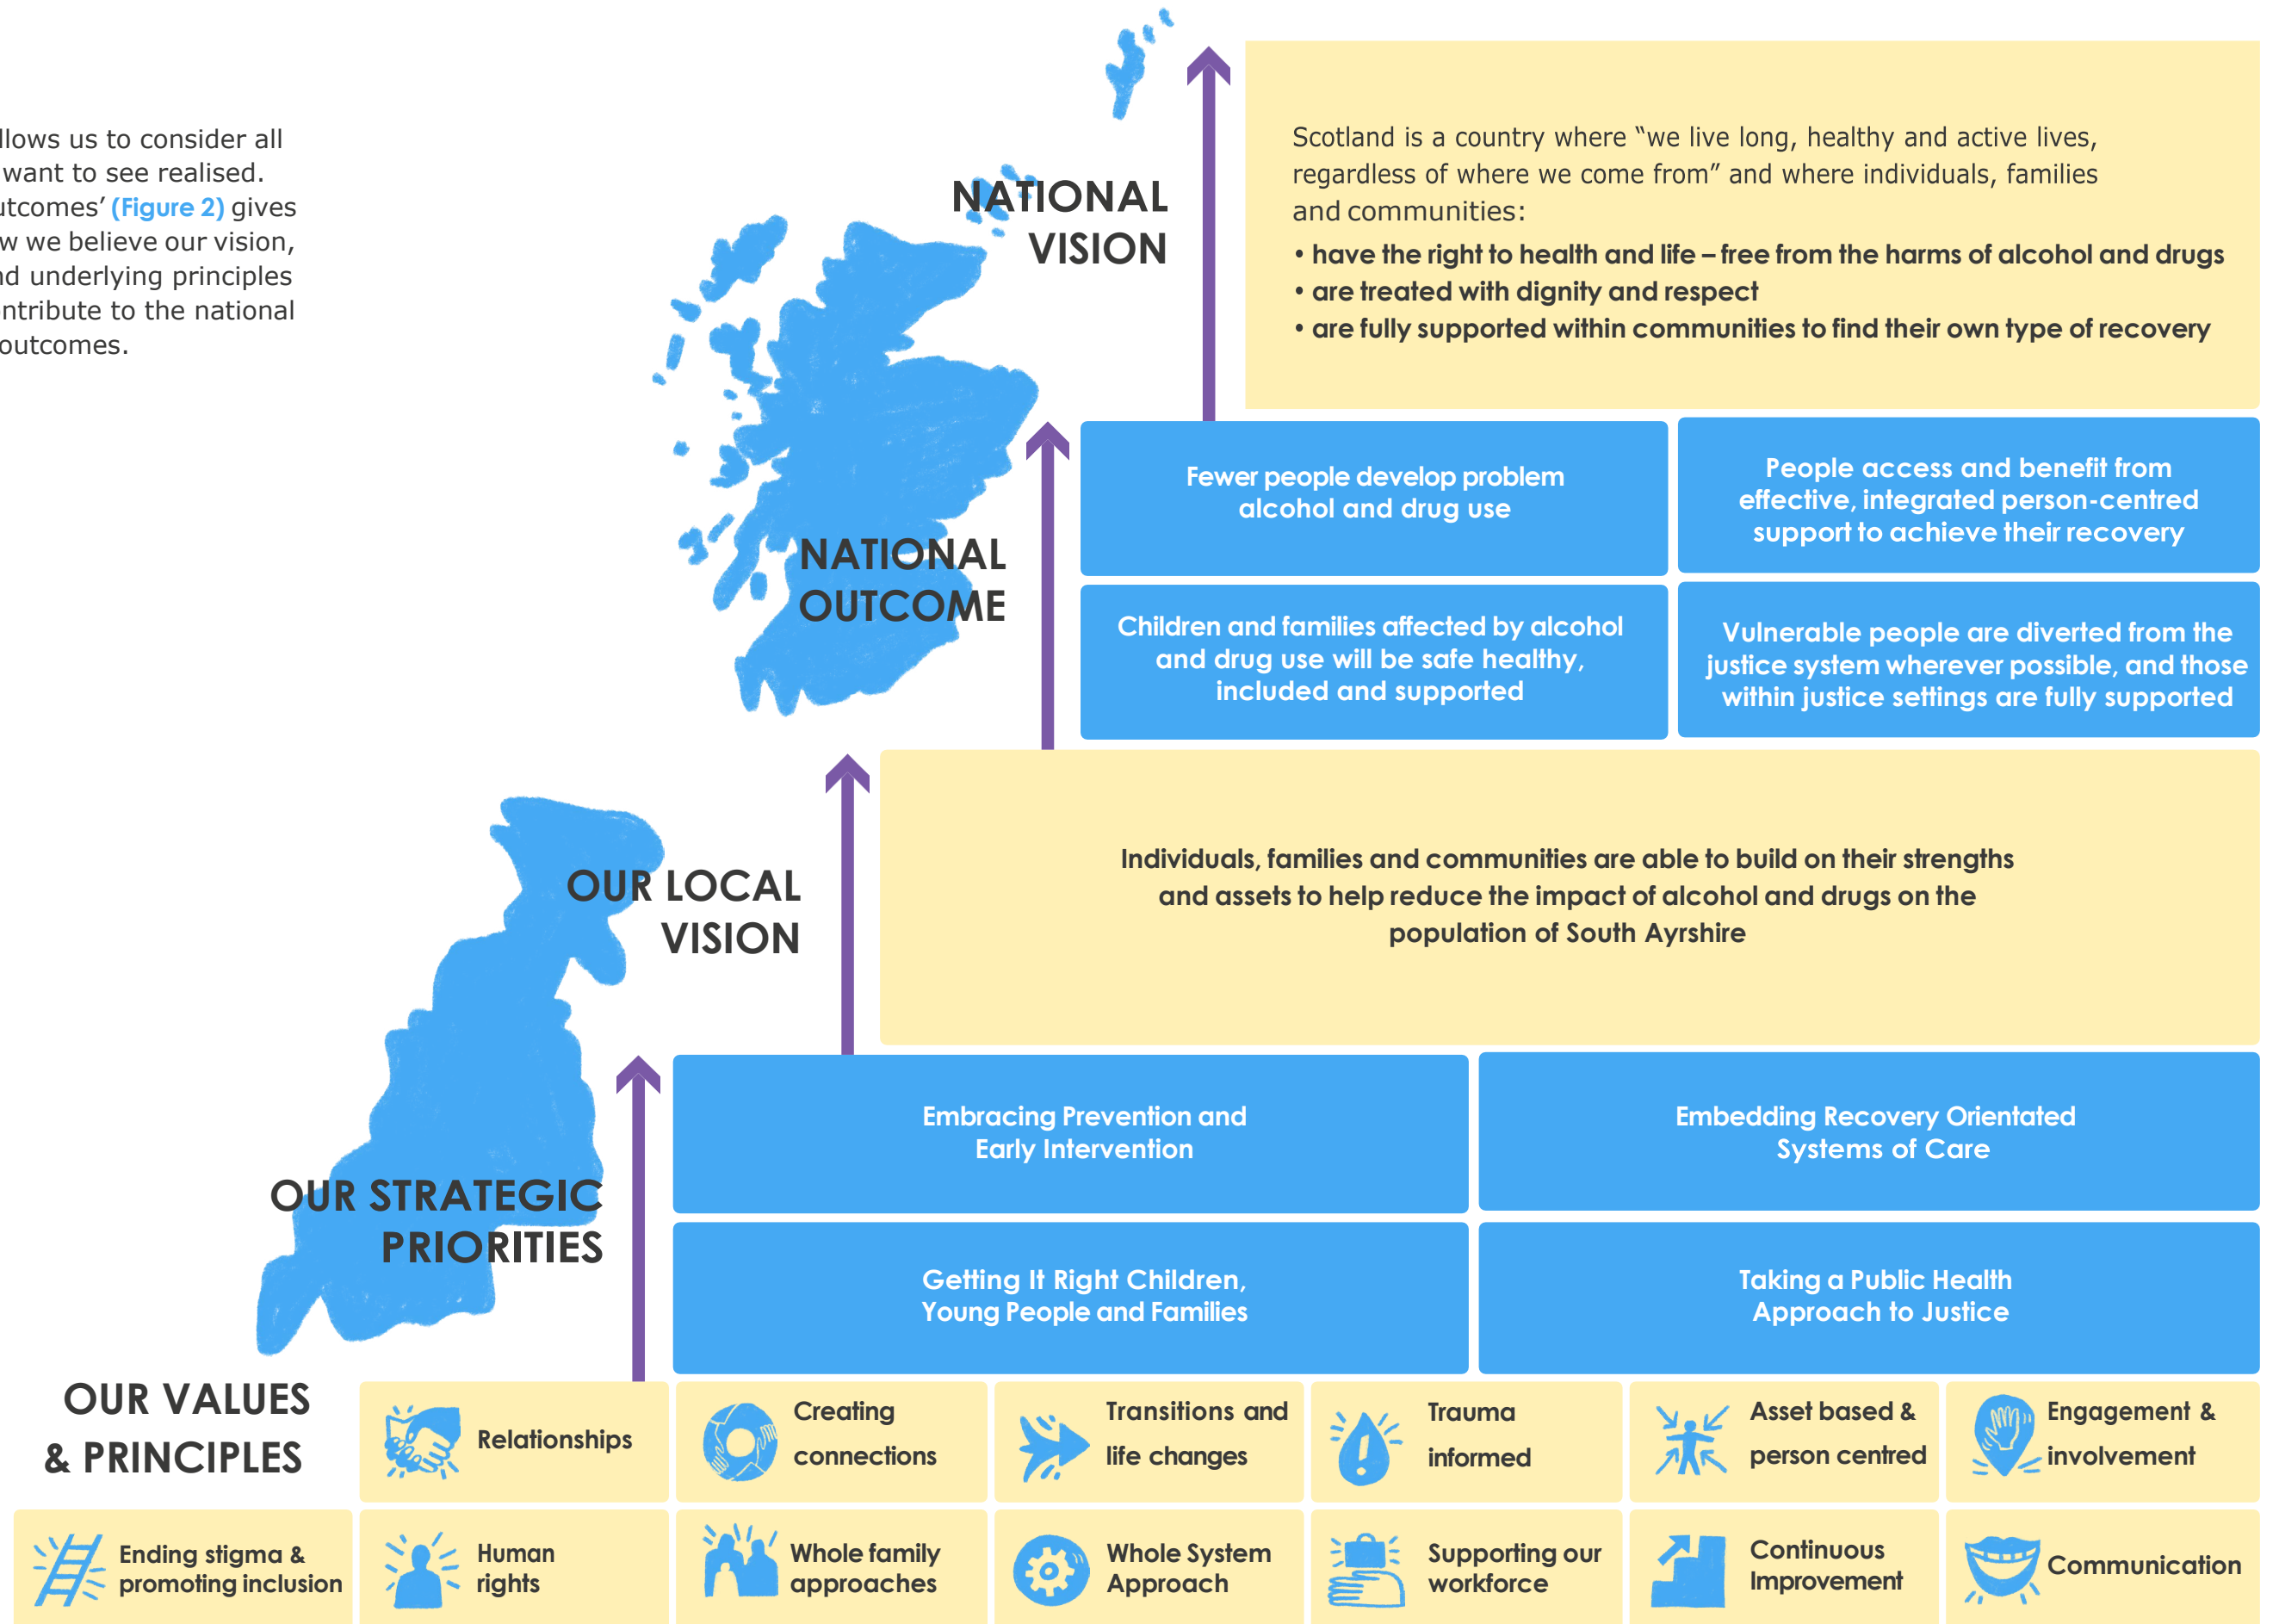 llows us to consider all
want to see realised.
utcomes’ (Figure 2) gives
w we believe our vision,
nd underlying principles
ntribute to the national
outcomes.
NATIONAL
VISION
Scotland is a country where “we live long, healthy and active lives,
regardless of where we come from” and where individuals, families
and communities:
• have the right to health and life – free from the harms of alcohol and drugs
• are treated with dignity and respect
• are fully supported within communities to find their own type of recovery
NATIONAL
OUTCOME
Fewer people develop problem
alcohol and drug use
People access and benefit from
effective, integrated person-centred
support to achieve their recovery
Children and families affected by alcohol
and drug use will be safe healthy,
included and supported
Vulnerable people are diverted from the
justice system wherever possible, and those
within justice settings are fully supported
OUR LOCAL
VISION
Individuals, families and communities are able to build on their strengths
and assets to help reduce the impact of alcohol and drugs on the
population of South Ayrshire
OUR STRATEGIC
PRIORITIES
Embracing Prevention and
Early Intervention
Embedding Recovery Orientated
Systems of Care
Getting It Right Children,
Young People and Families
Taking a Public Health
Approach to Justice
OUR VALUES
& PRINCIPLES
Relationships
Creating
connections
Transitions and
life changes
Trauma
informed
Asset based &
person centred
Engagement &
involvement
Ending stigma &
promoting inclusion
Human
rights
Whole family
approaches
Whole System
Approach
Supporting our
workforce
Continuous
Improvement
Communication